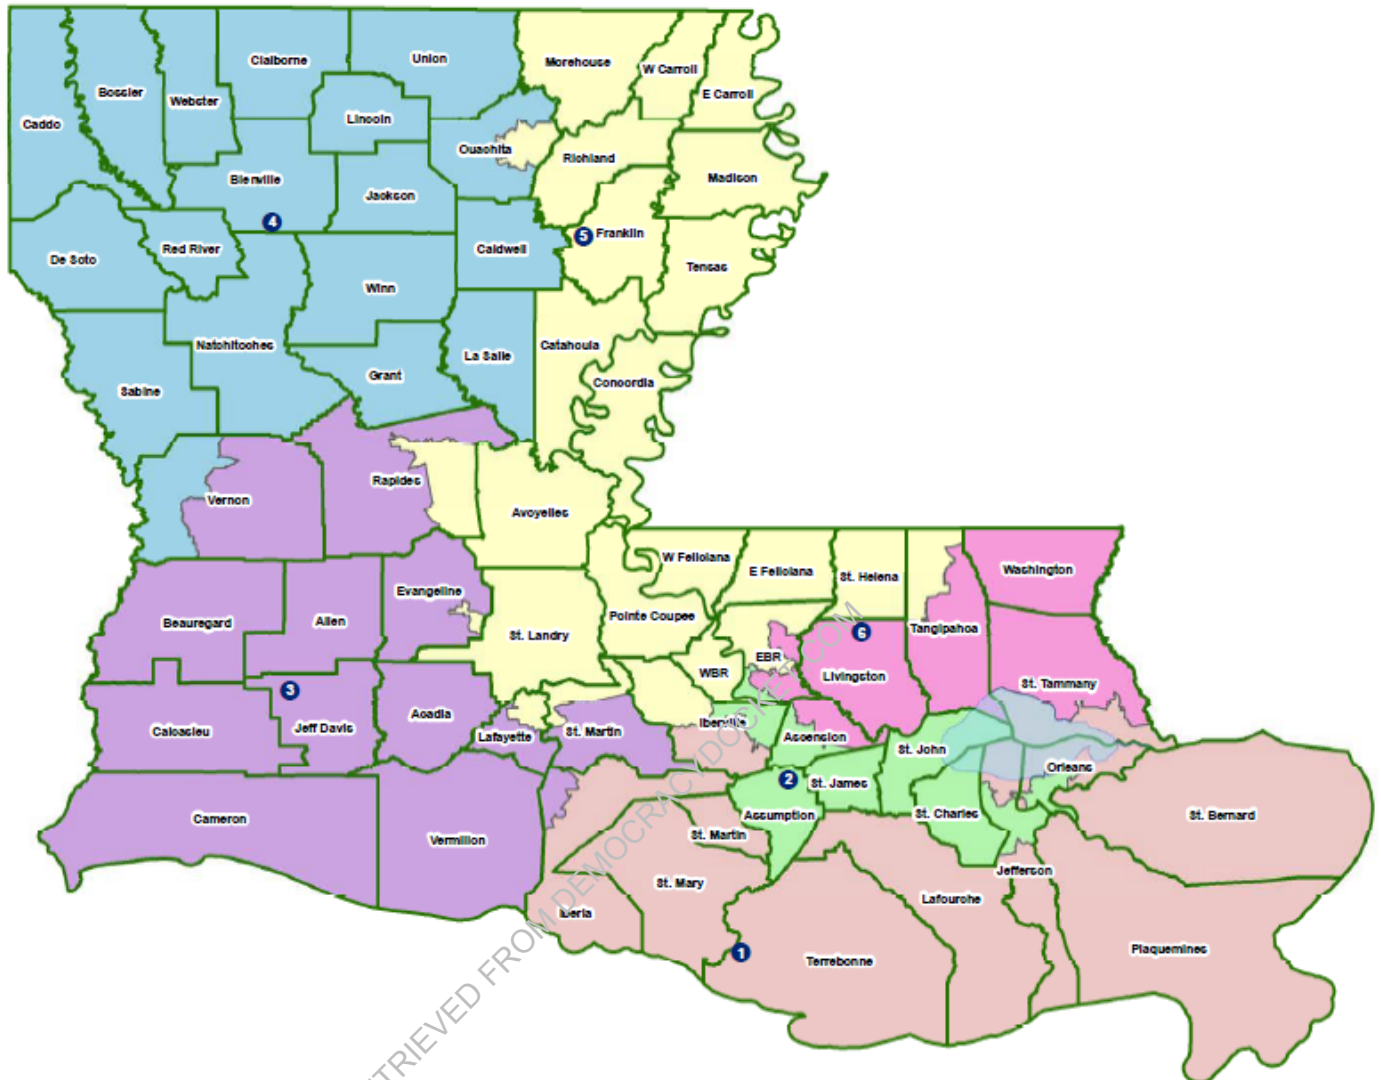 Claiborne
Union
Morehouse
W Carroll
E Carroll
Bossier
Webster
Caddo
Lincoln
Ouachita
Richland
Madison
Bienville
Jackson
4
5
Franklin
Red River
Caldwell
De Soto
Tensas
Winn
Natchitoches
La Salle
Catahoula
Grant
Concordia
Sabine
Rapides
Vernon
Avoyelles
W Feliciana
E Feliciana
St. Helena
Washington
Evangeline
Beauregard
Allen
Pointe Coupee
St. Landry
6
Tangipahoa
EBR
WBR
Livingston
St. Tammany
3
Acadia
Calcasieu
Jeff Davis
Lafayette
St. Martin
Iberville
Ascension
St. John
Orleans
2
St. James
Cameron
Assumption
St. Charles
St. Bernard
St. Martin
Vermilion
Jefferson
St. Mary
Lafourche
Iberia
1
Terrebonne
Plaquemines
TRIEVED FROM DEMOCRACYDOCKET.COM